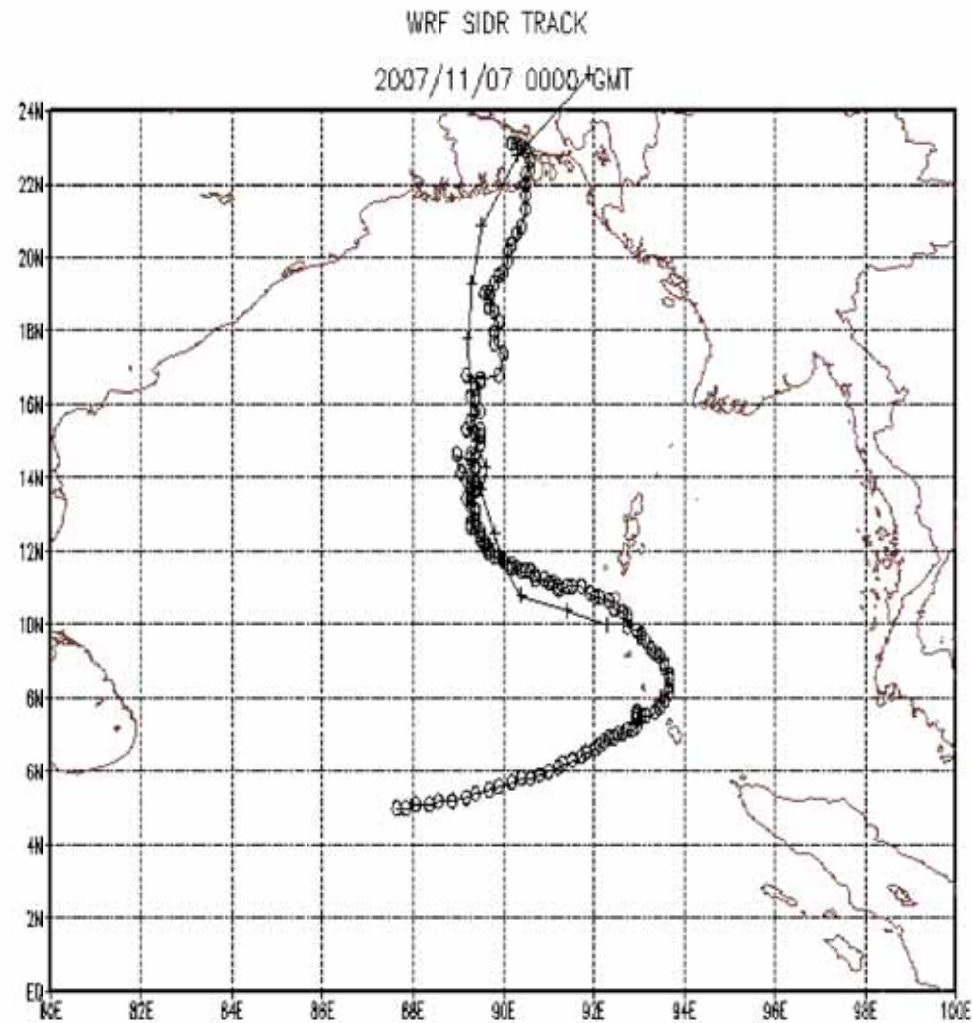 WRF SIDR TRACK
2007/11/07 0000 GMT
24N
22N
20N
18N
16N
14N
12N
10N
8N
6N
4N
2N
EQ
80E 82E 84E 86E 88E 90E 92E 94E 96E 98E 100E